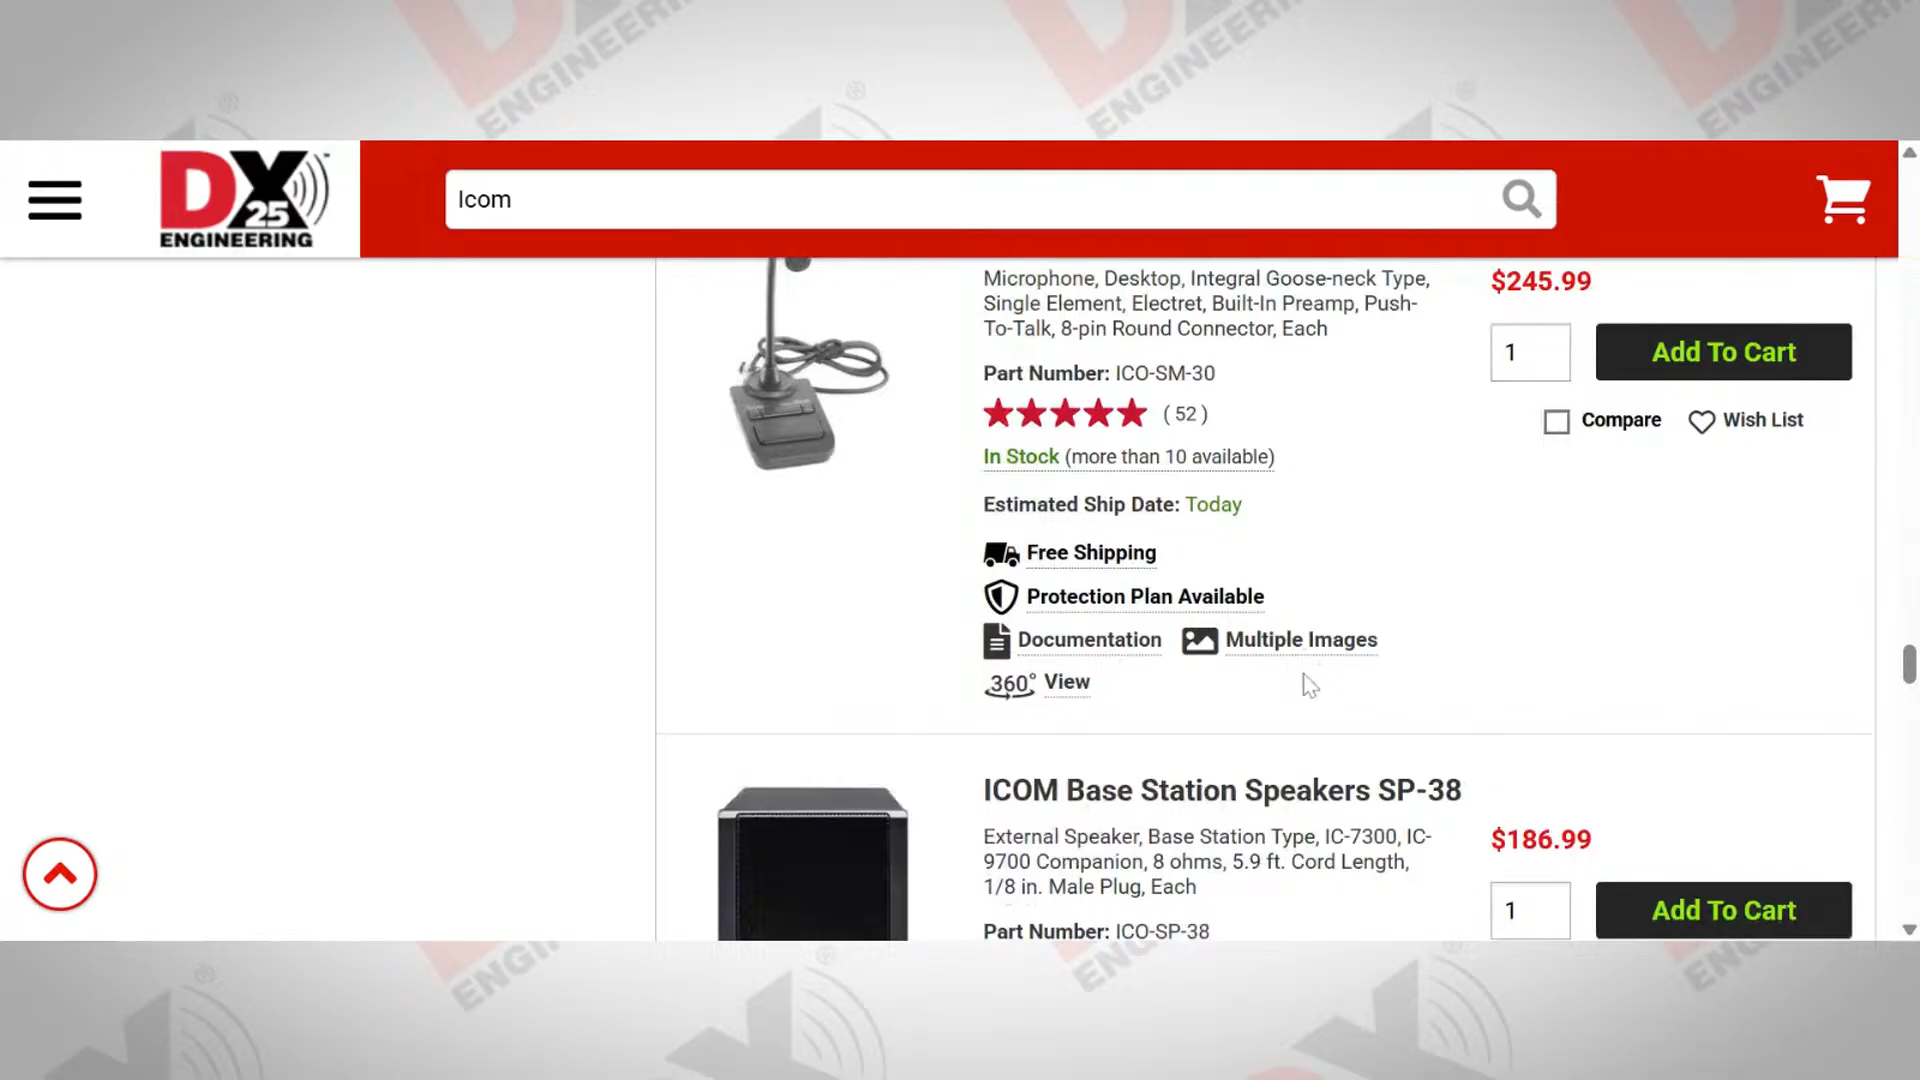 ENGINEERING
ENGINEERING
ENGINEERING
DX
25
ENGINEERING
Icom
Microphone, Desktop, Integral Goose-neck Type,
Single Element, Electret, Built-In Preamp, Push-
To-Talk, 8-pin Round Connector, Each
$245.99
1
Add To Cart
Part Number: ICO-SM-30
( 52 )
Compare
Wish List
In Stock (more than 10 available)
Estimated Ship Date: Today
Free Shipping
Protection Plan Available
Documentation
Multiple Images
360° View
ICOM Base Station Speakers SP-38
External Speaker, Base Station Type, IC-7300, IC-
9700 Companion, 8 ohms, 5.9 ft. Cord Length,
1/8 in. Male Plug, Each
$186.99
1
Add To Cart
Part Number: ICO-SP-38